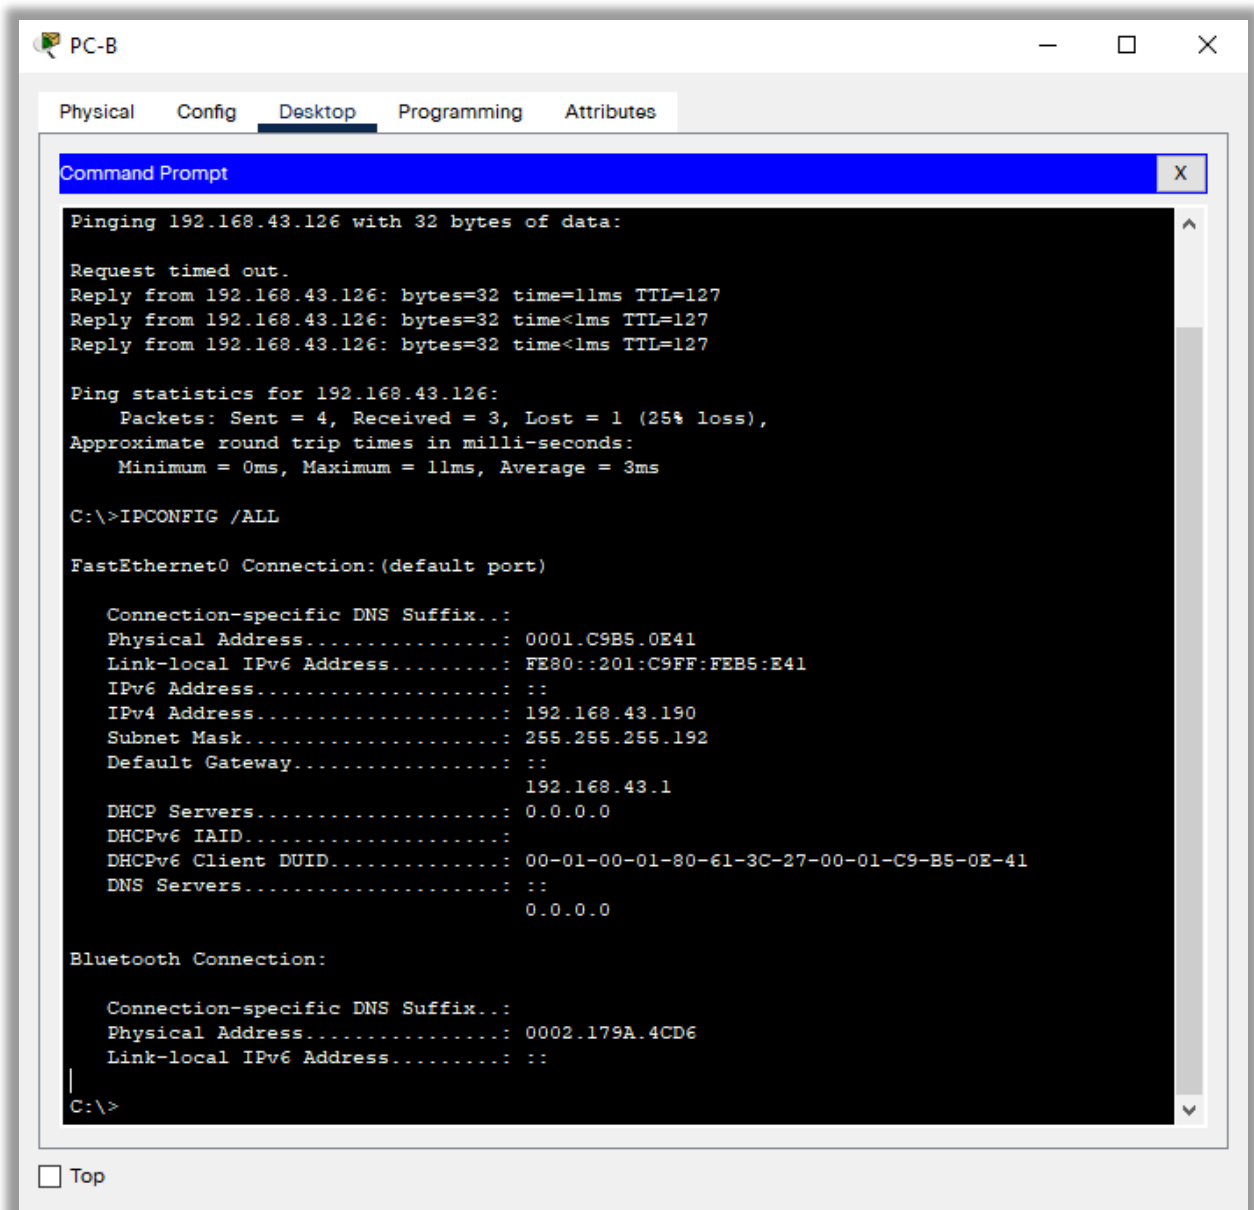 PC-B
Physical Config Desktop Programming Attributes
Command Prompt X
Pinging 192.168.43.126 with 32 bytes of data:
Request timed out.
Reply from 192.168.43.126: bytes=32 time=11ms TTL=127
Reply from 192.168.43.126: bytes=32 time<1ms TTL=127
Reply from 192.168.43.126: bytes=32 time<1ms TTL=127
Ping statistics for 192.168.43.126:
Packets: Sent = 4, Received = 3, Lost = 1 (25% loss),
Approximate round trip times in milli-seconds:
Minimum = 0ms, Maximum = 11ms, Average = 3ms
C:\>IPCONFIG /ALL
FastEthernet0 Connection:(default port)
Connection-specific DNS Suffix..:
Physical Address................: 0001.C9B5.0E41
Link-local IPv6 Address.........: FE80::201:C9FF:FEB5:E41
IPv6 Address....................: ::
IPv4 Address....................: 192.168.43.190
Subnet Mask.....................: 255.255.255.192
Default Gateway.................: ::
192.168.43.1
DHCP Servers....................: 0.0.0.0
DHCPv6 IAID.....................:
DHCPv6 Client DUID..............: 00-01-00-01-80-61-3C-27-00-01-C9-B5-0E-41
DNS Servers.....................: ::
0.0.0.0
Bluetooth Connection:
Connection-specific DNS Suffix..:
Physical Address................: 0002.179A.4CD6
Link-local IPv6 Address.........: ::
C:\>
Top